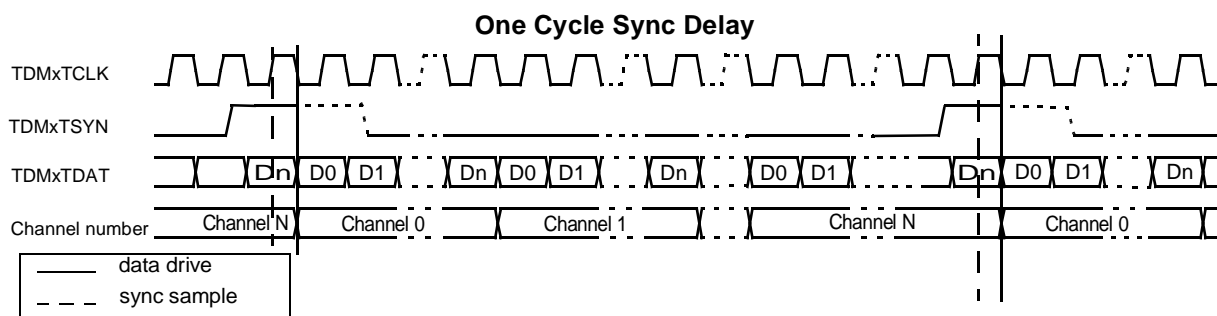 One Cycle Sync Delay
TDMxTCLK
TDMxTSYN
TDMxTDAT Dn D0 D1 Dn D0 D1 Dn D0 D1 Dn D0 D1 Dn
Channel number Channel N Channel 0 Channel 1 Channel N Channel 0
data drive
sync sample